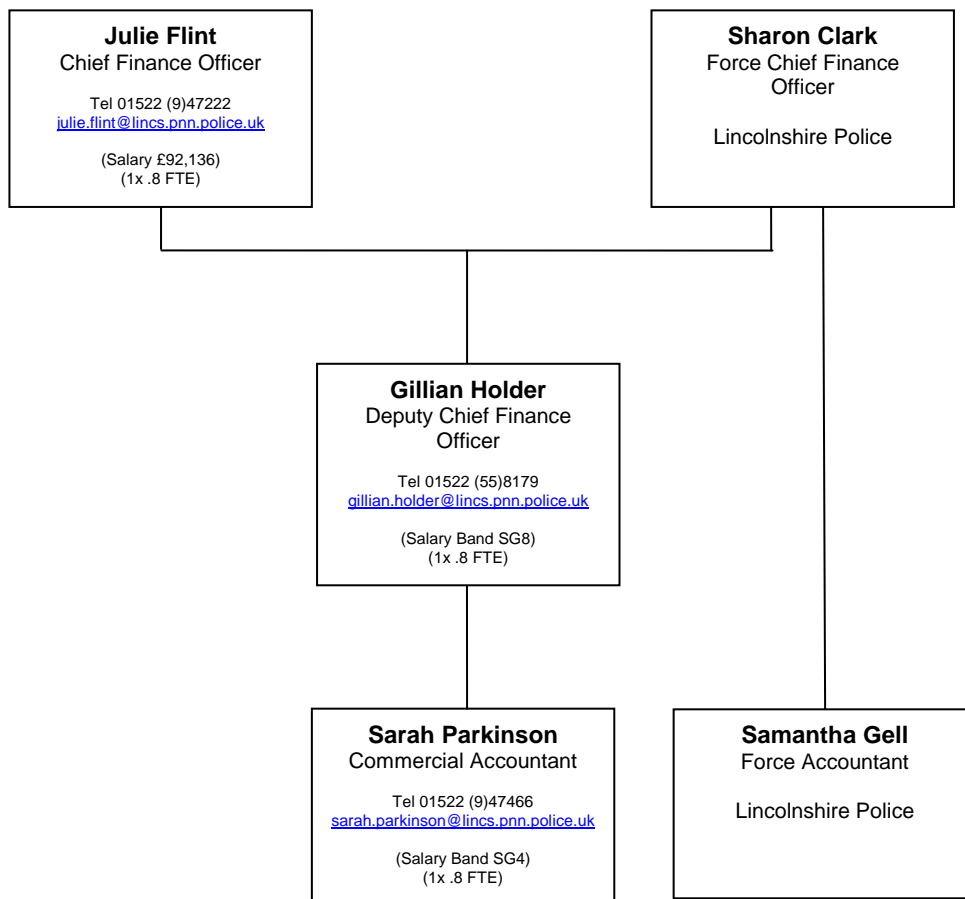 Julie Flint
Chief Finance Officer
Tel 01522 (9)47222
julie.flint@lincs.pnn.police.uk
(Salary £92,136)
(1x .8 FTE)
Sharon Clark
Force Chief Finance
Officer
Lincolnshire Police
Gillian Holder
Deputy Chief Finance
Officer
Tel 01522 (55)8179
gillian.holder@lincs.pnn.police.uk
(Salary Band SG8)
(1x .8 FTE)
Sarah Parkinson
Commercial Accountant
Tel 01522 (9)47466
sarah.parkinson@lincs.pnn.police.uk
(Salary Band SG4)
(1x .8 FTE)
Samantha Gell
Force Accountant
Lincolnshire Police